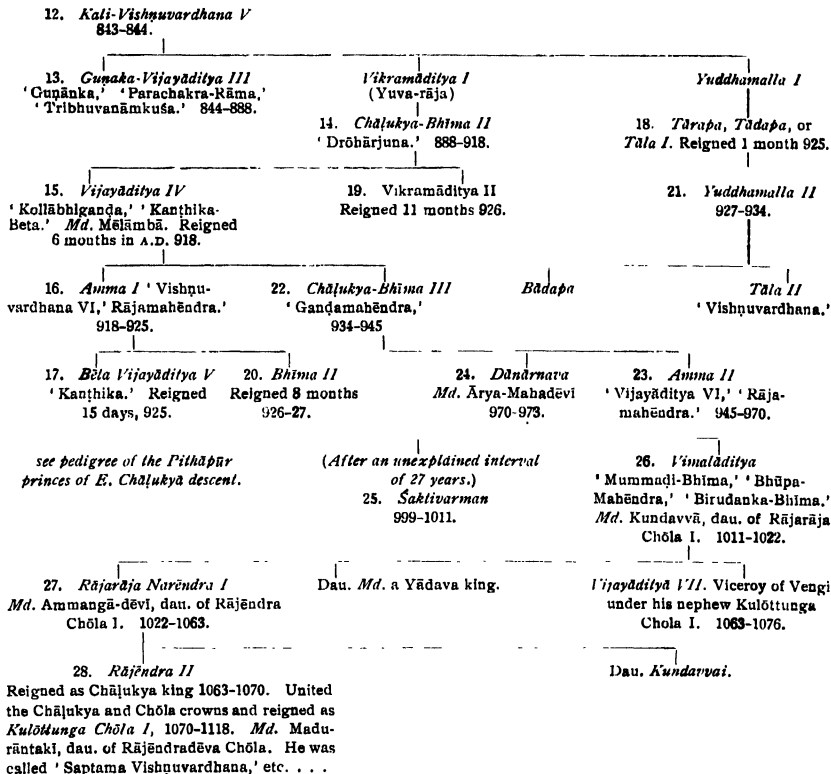 12. Kali-Vishṇuvardhana V
843–844.
13. Guṇaka-Vijayāditya III
'Guṇānka,' 'Parachakra-Rāma,'
'Tribhuvanāmkuśa.' 844–888.
Vikramāditya I
(Yuva-rāja)
Yuddhamalla I
14. Chāḷukya-Bhīma II
'Drōhārjuna.' 888–918.
18. Tārapa, Tāḍapa, or
Tāla I. Reigned 1 month 925.
15. Vijayāditya IV
'Kollābhiganḍa,' 'Kanṭhika-
Beta.' Md. Mēlāmbā. Reigned
6 months in A.D. 918.
19. Vikramāditya II
Reigned 11 months 926.
21. Yuddhamalla II
927–934.
16. Amma I 'Vishṇu-
vardhana VI,' Rājamahēndra.'
918–925.
22. Chāḷukya-Bhīma III
'Ganḍamahēndra,'
934–945
Bādapa
Tāla II
'Vishṇuvardhana.'
17. Bēta Vijayāditya V
'Kanthika.' Reigned
15 days, 925.
20. Bhīma II
Reigned 8 months
926–27.
24. Dānārnava
Md. Ārya-Mahadēvī
970–973.
23. Amma II
'Vijayāditya VI,' 'Rāja-
mahēndra.' 945–970.
see pedigree of the Pithāpūr
princes of E. Chāḷukya descent.
(After an unexplained interval
of 27 years.)
25. Śaktivarman
999–1011.
26. Vimalāditya
'Mummaḍi-Bhīma,' 'Bhūpa-
Mahēndra,' 'Birudanka-Bhīma.'
Md. Kundavvā, dau. of Rājarāja
Chōla I. 1011–1022.
27. Rājarāja Narēndra I
Md. Ammangā-dēvī, dau. of Rājēndra
Chōla I. 1022–1063.
Dau. Md. a Yādava king.
Vijayādityā VII. Viceroy of Vengi
under his nephew Kulōttunga
Chola I. 1063–1076.
28. Rājēndra II
Reigned as Chāḷukya king 1063–1070. United
the Chāḷukya and Chōla crowns and reigned as
Kulōttunga Chōla I, 1070–1118. Md. Madu-
rāntakī, dau. of Rājēndradēva Chōla. He was
called 'Saptama Vishṇuvardhana,' etc. . . .
Dau. Kundavvai.